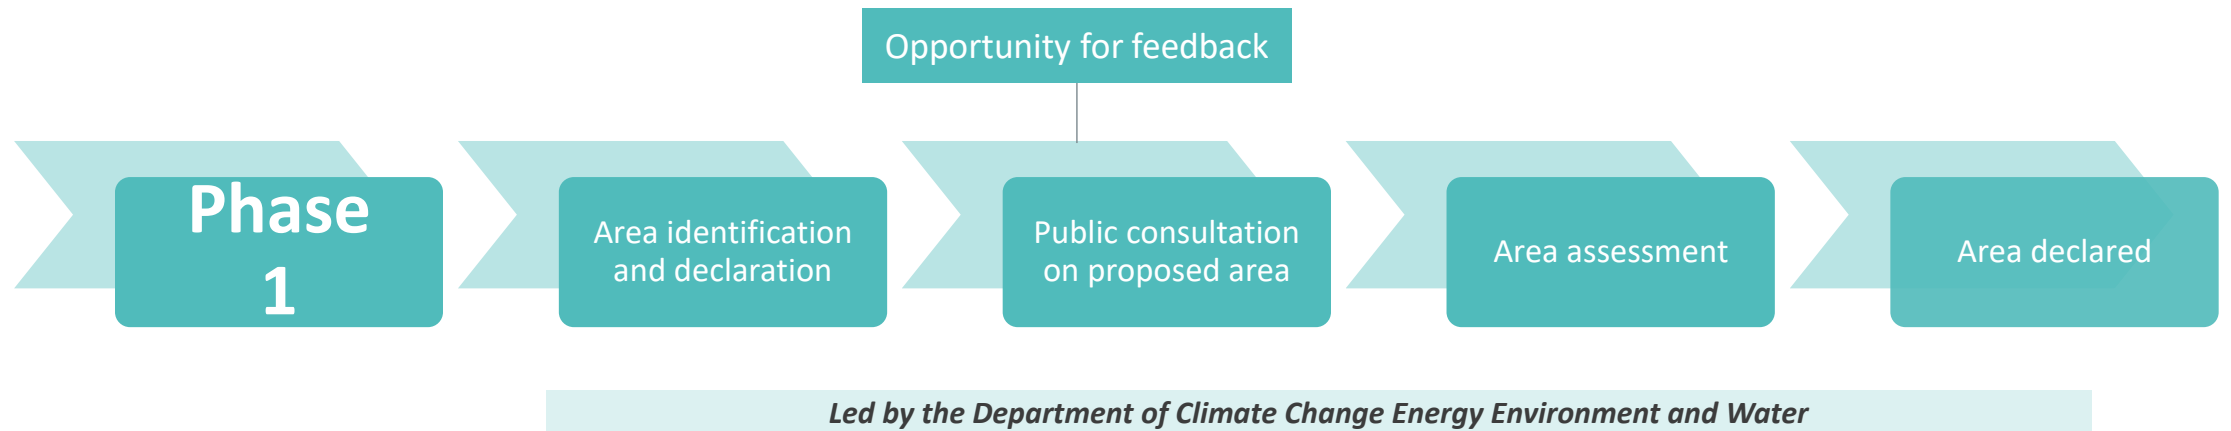 Opportunity for feedback
Phase
1
Area identification
and declaration
Public consultation
on proposed area
Area assessment
Area declared
Led by the Department of Climate Change Energy Environment and Water